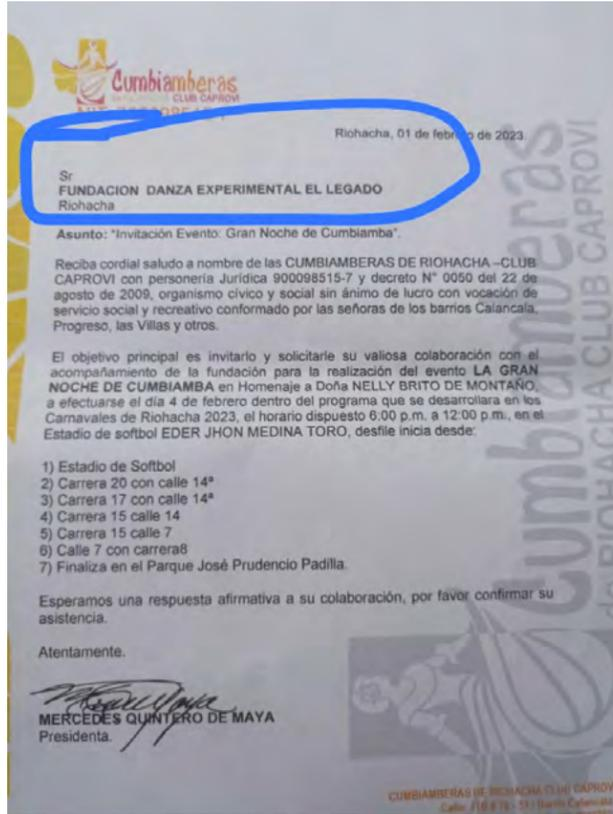 Cumbiamberas
CLUB CAPROVI
Riohacha, 01 de febrero de 2023.
Sr
FUNDACION DANZA EXPERIMENTAL EL LEGADO
Riohacha
Asunto: "Invitación Evento: Gran Noche de Cumbiamba".
Reciba cordial saludo a nombre de las CUMBIAMBERAS DE RIOHACHA –CLUB
CAPROVI con personería Jurídica 900098515-7 y decreto N° 0050 del 22 de
agosto de 2009, organismo cívico y social sin ánimo de lucro con vocación de
servicio social y recreativo conformado por las señoras de los barrios Calancala,
Progreso, las Villas y otros.
El objetivo principal es invitarlo y solicitarle su valiosa colaboración con el
acompañamiento de la fundación para la realización del evento LA GRAN
NOCHE DE CUMBIAMBA en Homenaje a Doña NELLY BRITO DE MONTAÑO,
a efectuarse el día 4 de febrero dentro del programa que se desarrollara en los
Carnavales de Riohacha 2023, el horario dispuesto 6:00 p.m. a 12:00 p.m., en el
Estadio de softbol EDER JHON MEDINA TORO, desfile inicia desde:
1) Estadio de Softbol
2) Carrera 20 con calle 14ª
3) Carrera 17 con calle 14ª
4) Carrera 15 calle 14
5) Carrera 15 calle 7
6) Calle 7 con carrera8
7) Finaliza en el Parque José Prudencio Padilla.
Esperamos una respuesta afirmativa a su colaboración, por favor confirmar su
asistencia.
Atentamente.
MERCEDES QUINTERO DE MAYA
Presidenta.
Cumbiamberas
RIOHACHA CLUB CAPROVI
CUMBIAMBERAS DE RIOHACHA CLUB CAPROVI